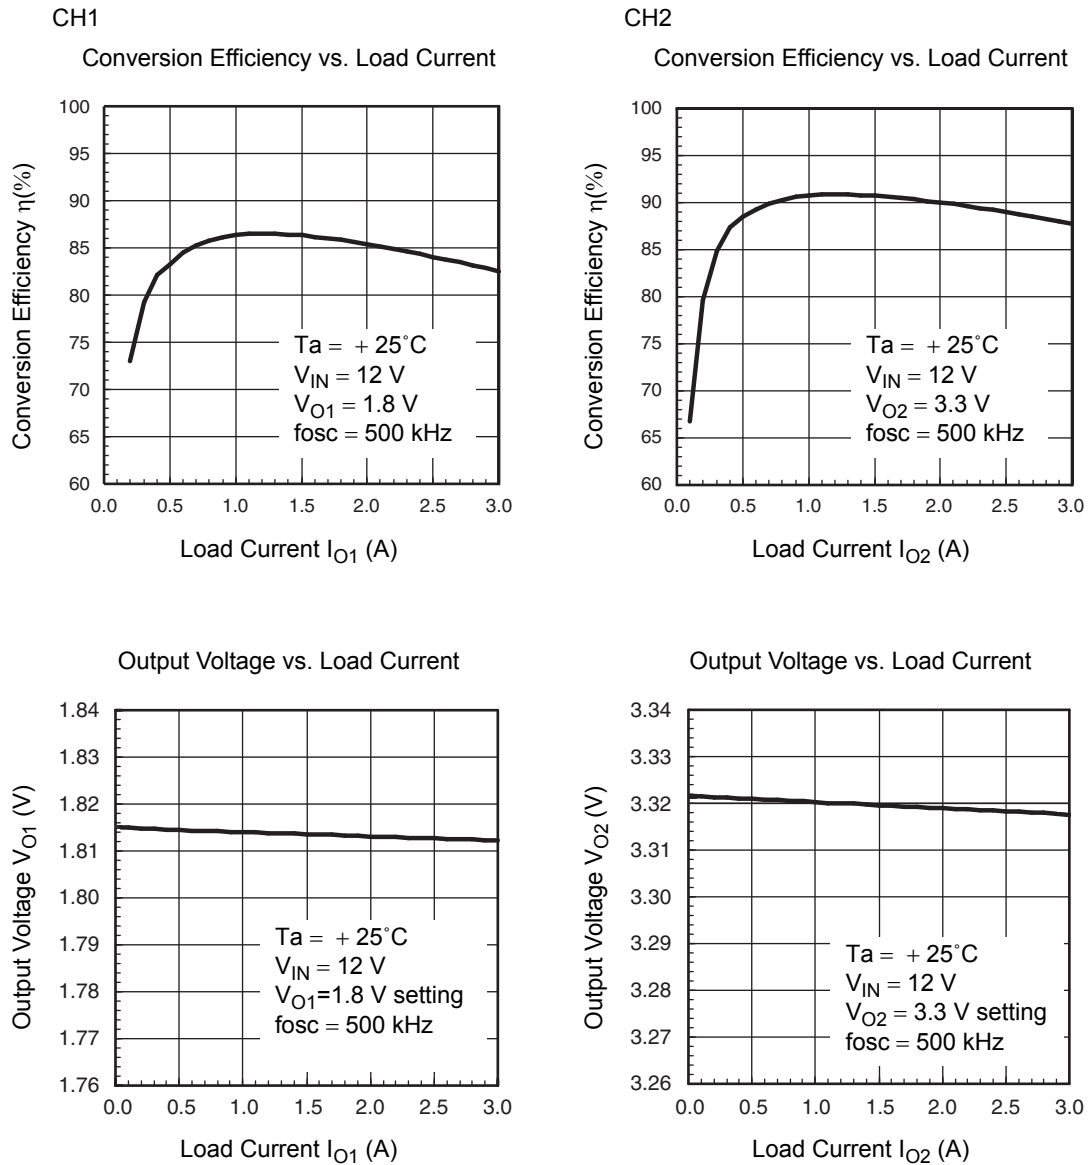 CH1
Conversion Efficiency vs. Load Current
Conversion Efficiency η(%)
100
95
90
85
80
75
70
65
60
Ta = + 25˚C
VIN = 12 V
VO1 = 1.8 V
fosc = 500 kHz
0.0 0.5 1.0 1.5 2.0 2.5 3.0
Load Current IO1 (A)
CH2
Conversion Efficiency vs. Load Current
Conversion Efficiency η(%)
100
95
90
85
80
75
70
65
60
Ta = + 25˚C
VIN = 12 V
VO2 = 3.3 V
fosc = 500 kHz
0.0 0.5 1.0 1.5 2.0 2.5 3.0
Load Current IO2 (A)
Output Voltage vs. Load Current
Output Voltage VO1 (V)
1.84
1.83
1.82
1.81
1.80
1.79
1.78
1.77
1.76
Ta = + 25˚C
VIN = 12 V
VO1=1.8 V setting
fosc = 500 kHz
0.0 0.5 1.0 1.5 2.0 2.5 3.0
Load Current IO1 (A)
Output Voltage vs. Load Current
Output Voltage VO2 (V)
3.34
3.33
3.32
3.31
3.30
3.29
3.28
3.27
3.26
Ta = + 25˚C
VIN = 12 V
VO2 = 3.3 V setting
fosc = 500 kHz
0.0 0.5 1.0 1.5 2.0 2.5 3.0
Load Current IO2 (A)